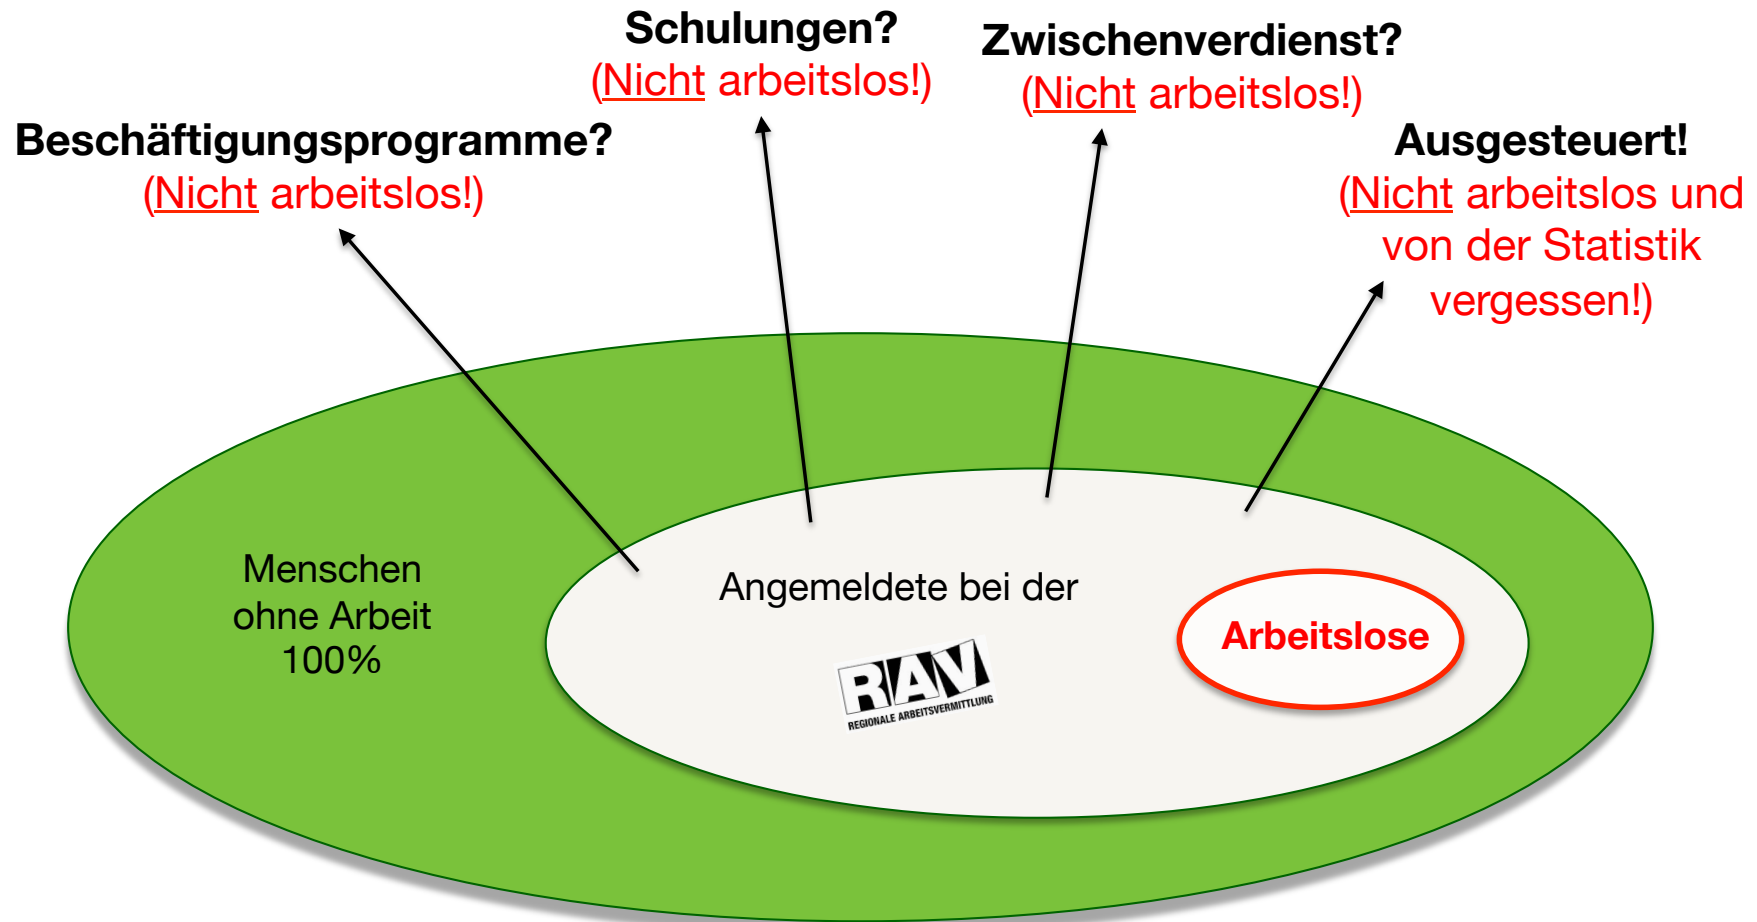 Schulungen?
(Nicht arbeitslos!)
Zwischenverdienst?
(Nicht arbeitslos!)
Beschäftigungsprogramme?
(Nicht arbeitslos!)
Ausgesteuert!
(Nicht arbeitslos und
von der Statistik
vergessen!)
Menschen
ohne Arbeit
100%
Angemeldete bei der
RAV
REGIONALE ARBEITSVERMITTLUNG
Arbeitslose